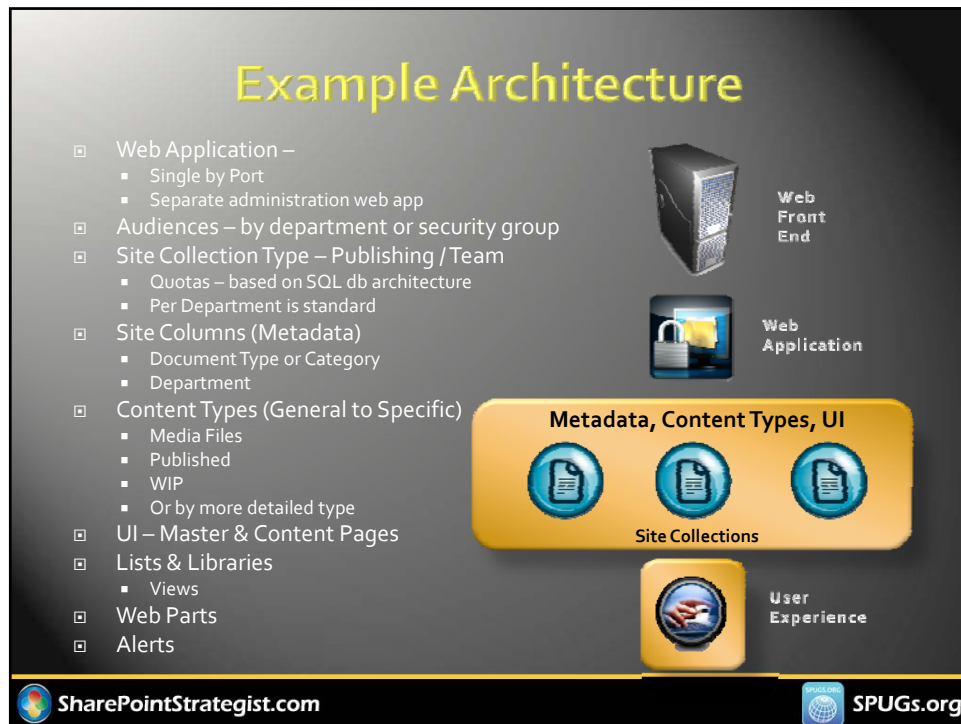 Example Architecture
Web Application –
Single by Port
Separate administration web app
Audiences – by department or security group
Site Collection Type – Publishing / Team
Quotas – based on SQL db architecture
Per Department is standard
Site Columns (Metadata)
Document Type or Category
Department
Content Types (General to Specific)
Media Files
Published
WIP
Or by more detailed type
UI – Master & Content Pages
Lists & Libraries
Views
Web Parts
Alerts
Web
Front
End
Web
Application
Metadata, Content Types, UI
Site Collections
User
Experience
SharePointStrategist.com
SPUGS.ORG
SPUGs.org